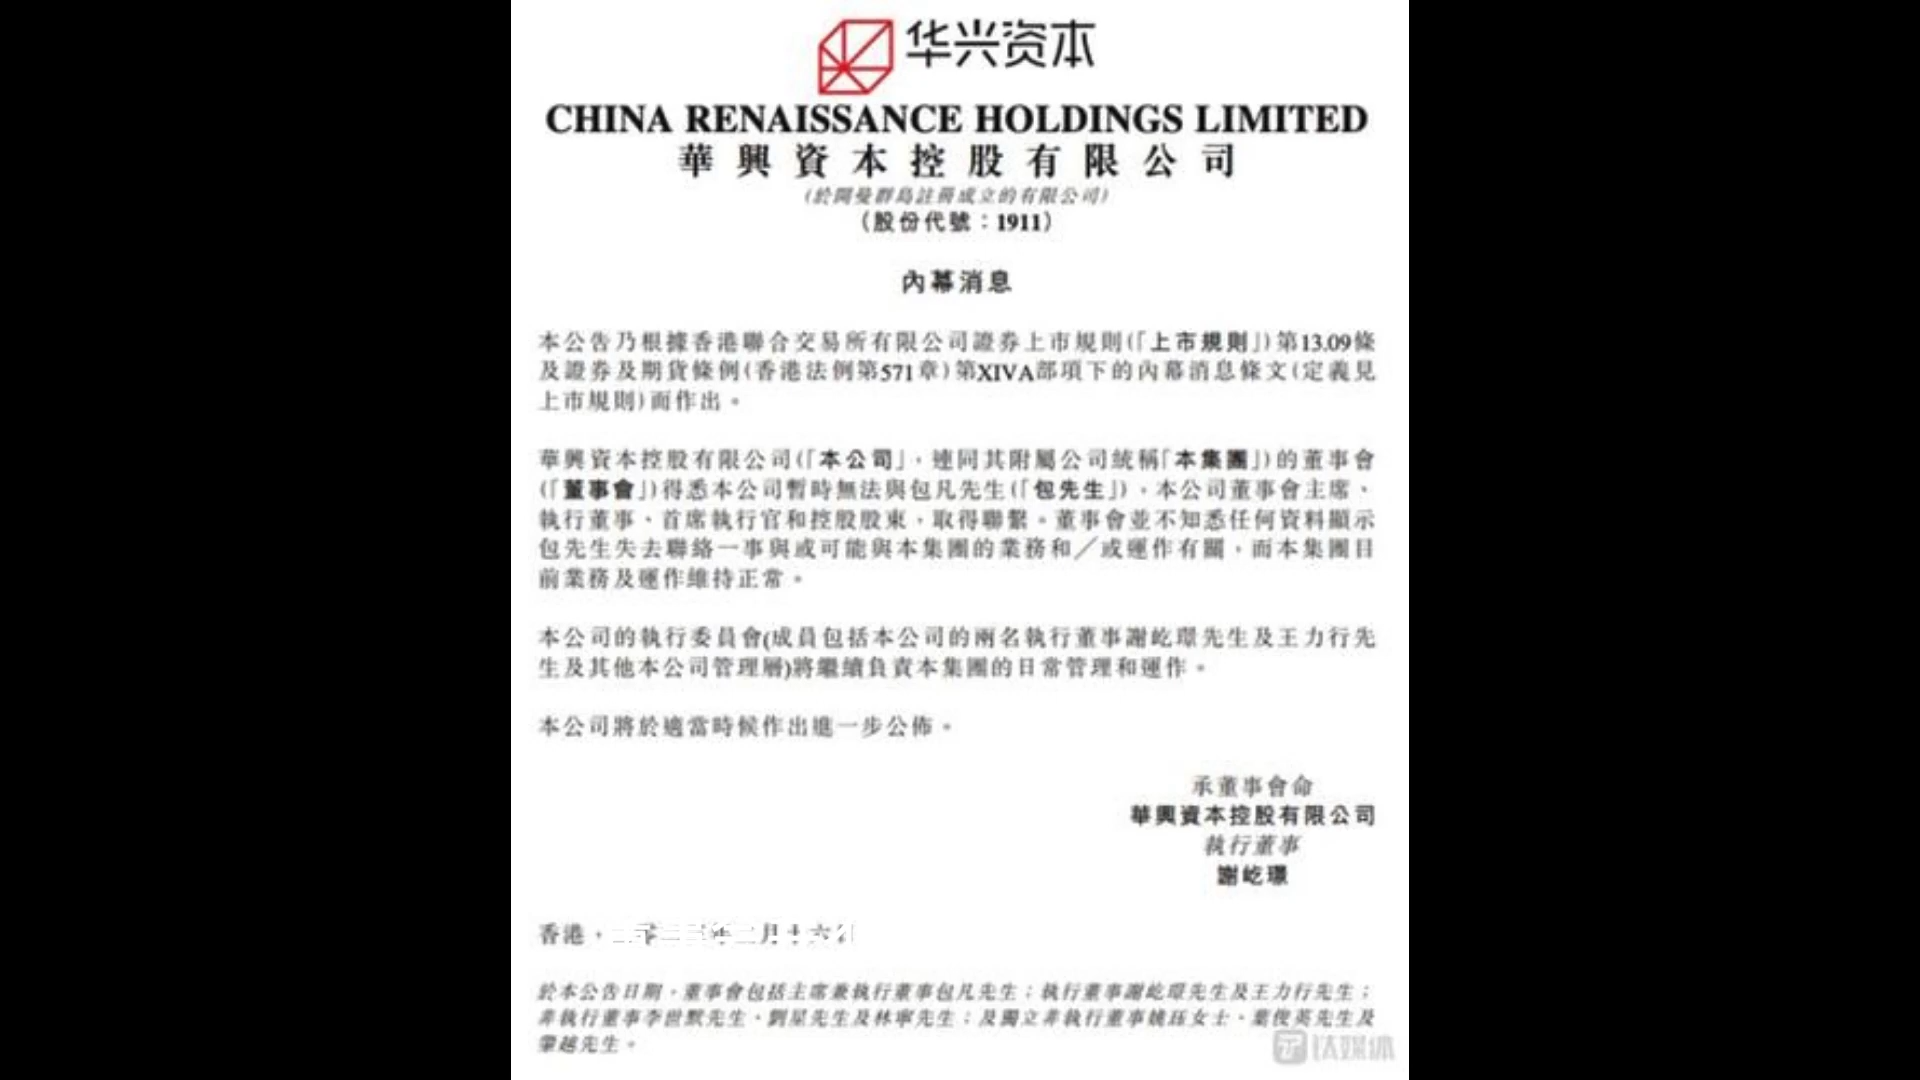 华兴资本
CHINA RENAISSANCE HOLDINGS LIMITED
華興資本控股有限公司
(於開曼群島註冊成立的有限公司)
(股份代號：1911)
內幕消息
本公告乃根據香港聯合交易所有限公司證券上市規則(「上市規則」)第13.09條
及證券及期貨條例(香港法例第571章)第XIVA部項下的內幕消息條文(定義見
上市規則)而作出。
華興資本控股有限公司(「本公司」，連同其附屬公司統稱「本集團」)的董事會
(「董事會」)得悉本公司暫時無法與包凡先生(「包先生」)，本公司董事會主席、
執行董事、首席執行官和控股股東，取得聯繫。董事會並不知悉任何資料顯示
包先生失去聯絡一事與或可能與本集團的業務和／或運作有關，而本集團目
前業務及運作維持正常。
本公司的執行委員會(成員包括本公司的兩名執行董事謝屹璟先生及王力行先
生及其他本公司管理層)將繼續負責本集團的日常管理和運作。
本公司將於適當時候作出進一步公佈。
承董事會命
華興資本控股有限公司
執行董事
謝屹璟
香港，月十六
於本公告日期，董事會包括主席兼執行董事包凡先生；執行董事謝屹璟先生及王力行先生；
非執行董事李世默先生、劉星先生及林寧先生；及獨立非執行董事姚珏女士、葉俊英先生及
肇越先生。
钛媒体